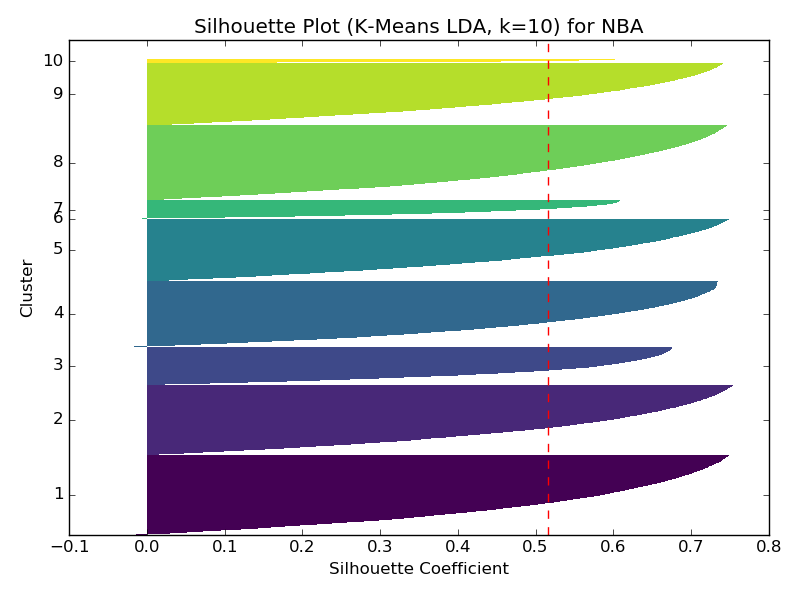 Silhouette Plot (K-Means LDA, k=10) for NBA
10
9
8
7
6
5
4
3
2
1
Cluster
−0.1 0.0 0.1 0.2 0.3 0.4 0.5 0.6 0.7 0.8
Silhouette Coefficient